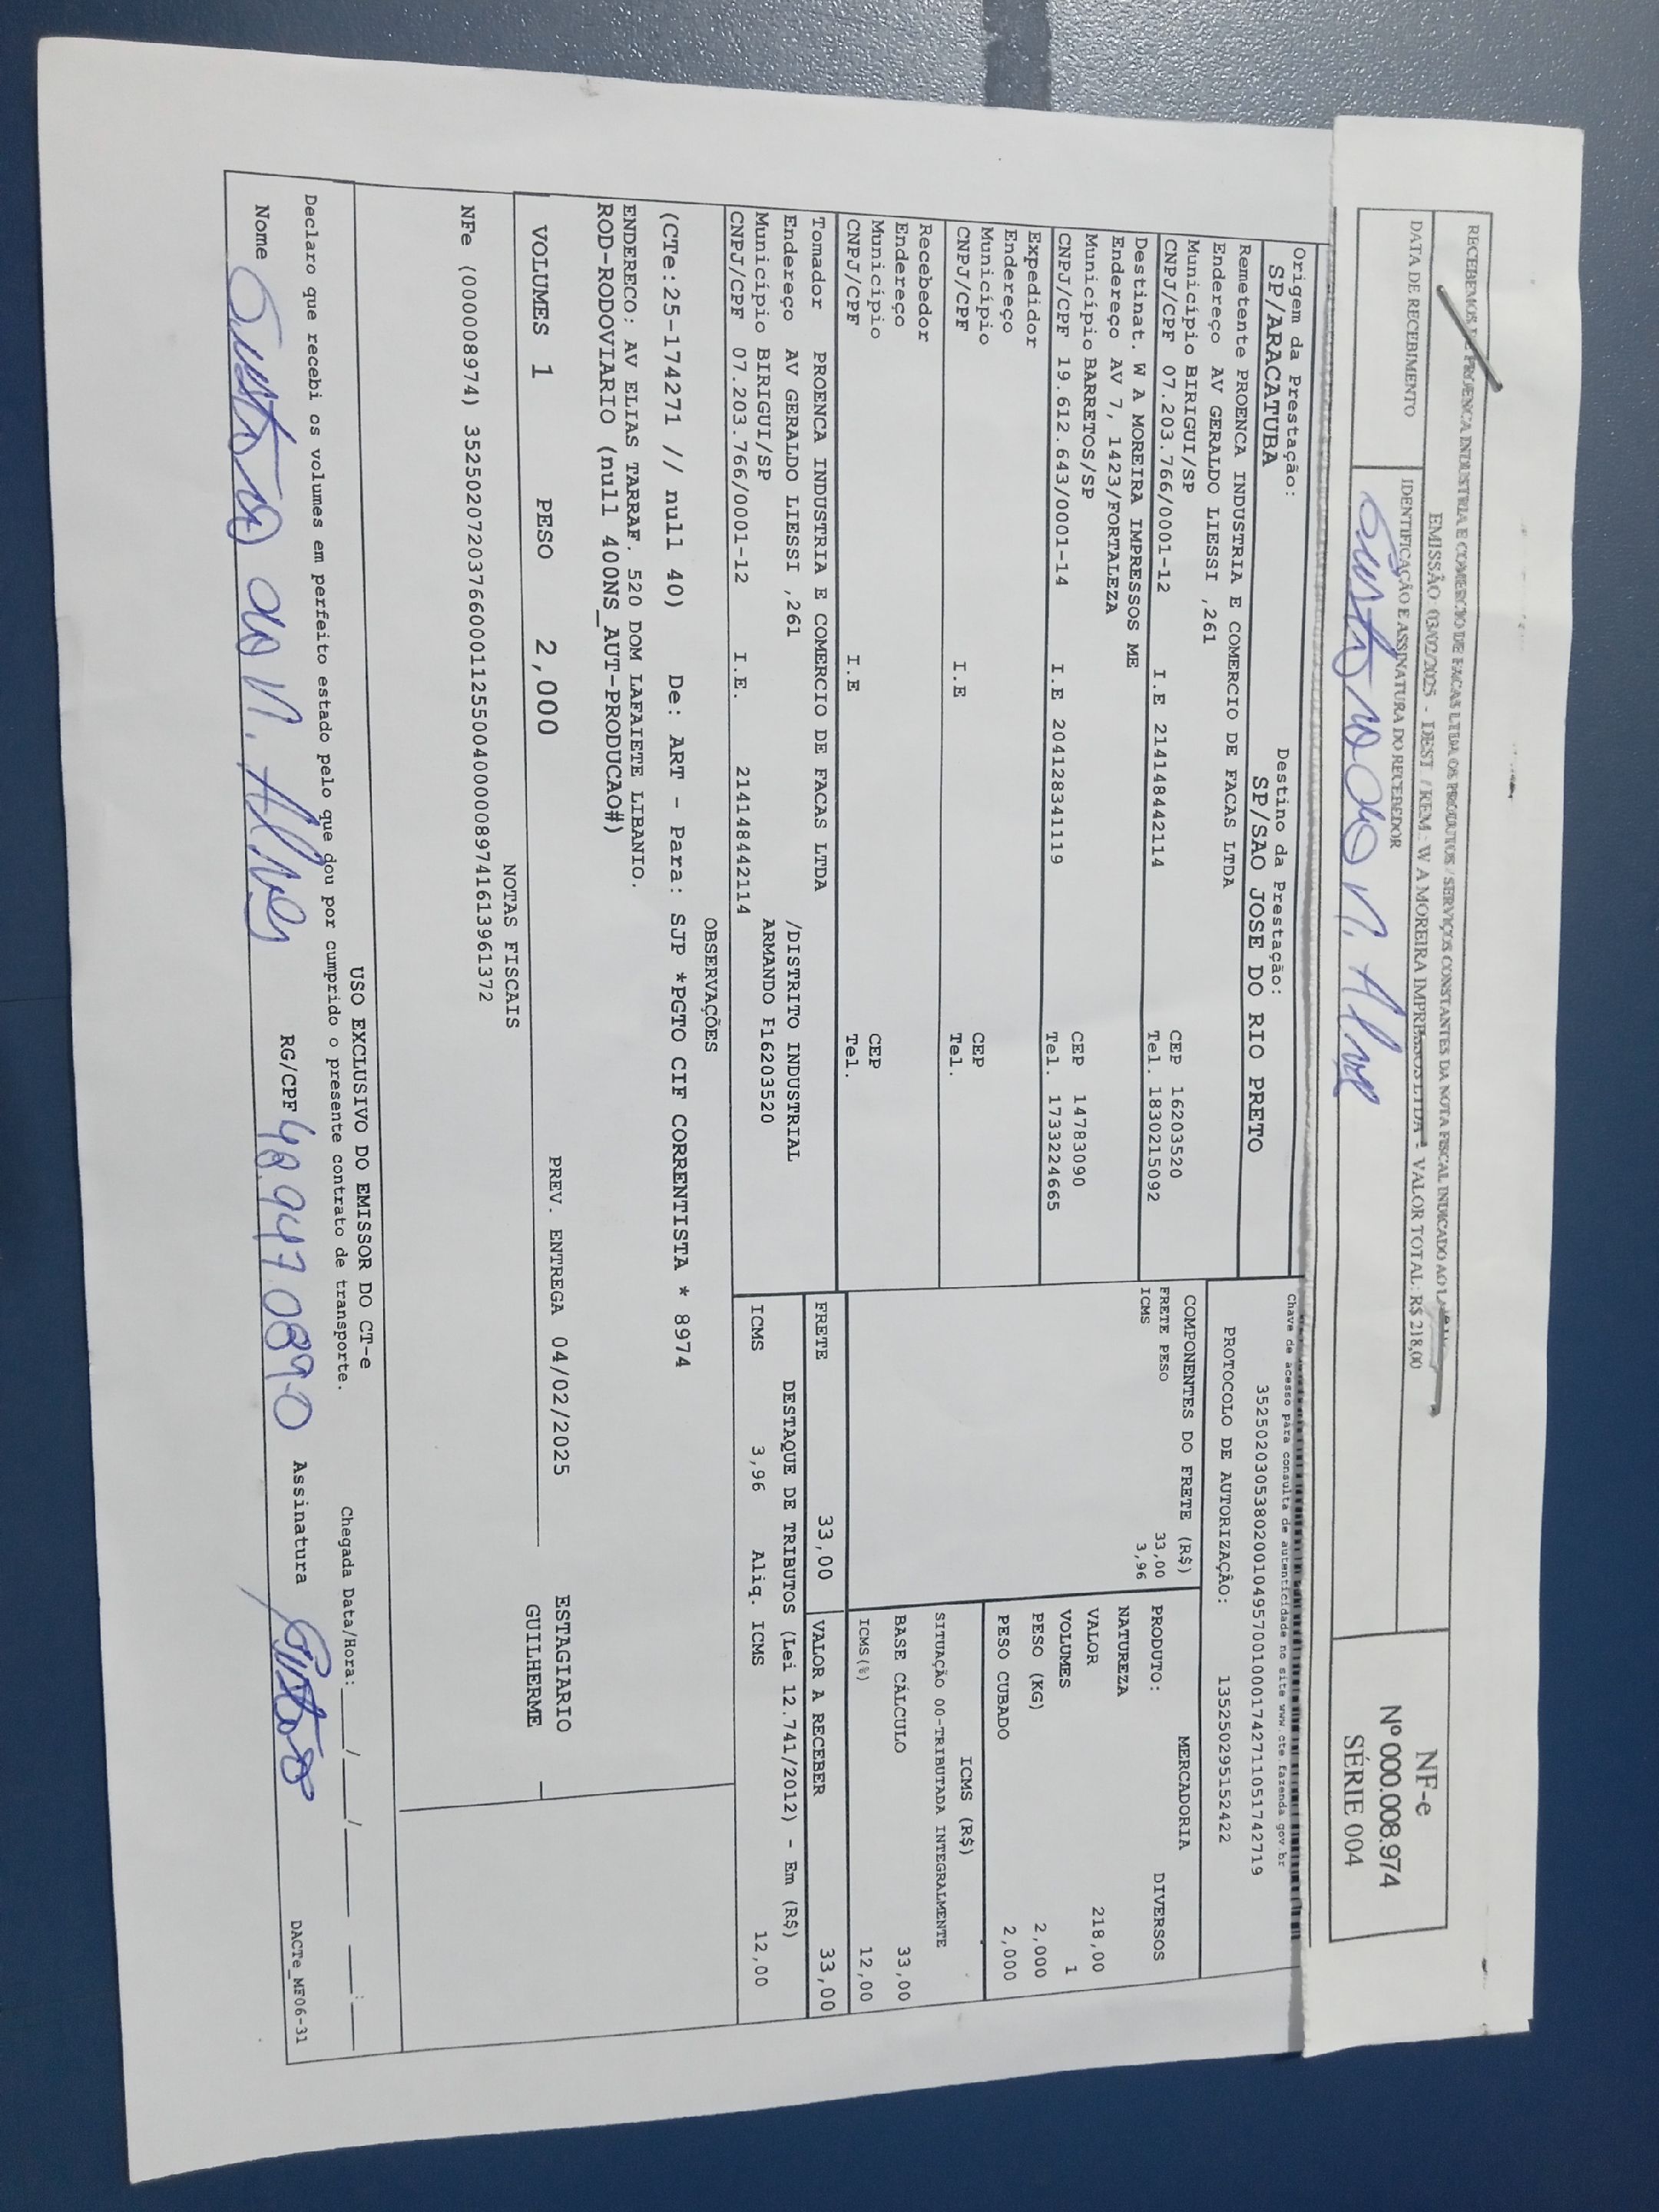 RECEBEMOS DE PROENCA INDUSTRIA E COMERCIO DE FACAS LTDA OS PRODUTOS / SERVIÇOS CONSTANTES DA NOTA FISCAL INDICADO AO
EMISSÃO: 03/02/2025 - DEST. / REM.: W A MOREIRA IMPRESSOS LTDA - VALOR TOTAL: R$ 218,00
DATA DE RECEBIMENTO
IDENTIFICAÇÃO E ASSINATURA DO RECEBEDOR
NF-e
Nº 000.008.974
SÉRIE 004
Chave de acesso para consulta de autenticidade no site www.cte.fazenda.gov.br
35250203053802001049570010001742711051742719
PROTOCOLO DE AUTORIZAÇÃO: 135250295152422
Origem da Prestação: Destino da Prestação:
SP/ARACATUBA SP/SAO JOSE DO RIO PRETO
Remetente PROENCA INDUSTRIA E COMERCIO DE FACAS LTDA
Endereço AV GERALDO LIESSI ,261
Município BIRIGUI/SP CEP 16203520
CNPJ/CPF 07.203.766/0001-12 I.E 214148442114 Tel. 1830215092
Destinat. W A MOREIRA IMPRESSOS ME
Endereço AV 7, 1423/FORTALEZA
Município BARRETOS/SP CEP 14783090
CNPJ/CPF 19.612.643/0001-14 I.E 204128341119 Tel. 1733224665
Expedidor
Endereço
Município CEP
CNPJ/CPF I.E Tel.
Recebedor
Endereço
Município CEP
CNPJ/CPF I.E Tel.
Tomador PROENCA INDUSTRIA E COMERCIO DE FACAS LTDA
Endereço AV GERALDO LIESSI ,261 /DISTRITO INDUSTRIAL
Município BIRIGUI/SP ARMANDO P16203520
CNPJ/CPF 07.203.766/0001-12 I.E. 214148442114
COMPONENTES DO FRETE (R$)
FRETE PESO 33,00
ICMS 3,96
MERCADORIA
PRODUTO: DIVERSOS
NATUREZA
VALOR 218,00
VOLUMES 1
PESO (KG) 2,000
PESO CUBADO 2,000
ICMS (R$)
SITUAÇÃO 00-TRIBUTADA INTEGRALMENTE
BASE CÁLCULO 33,00
ICMS(%) 12,00
FRETE 33,00 VALOR A RECEBER 33,00
DESTAQUE DE TRIBUTOS (Lei 12.741/2012) - Em (R$)
ICMS 3,96 Aliq. ICMS 12,00
OBSERVAÇÕES
(CTe:25-174271 // null 40) De: ART - Para: SJP *PGTO CIF CORRENTISTA * 8974
ENDERECO: AV ELIAS TARRAF. 520 DOM LAFAIETE LIBANIO.
ROD-RODOVIARIO (null 400NS_AUT-PRODUCAO#)
VOLUMES 1 PESO 2,000 PREV. ENTREGA 04/02/2025 ESTAGIARIO
GUILHERME
NOTAS FISCAIS
NFe (000008974) 35250207203766000112550040000089741613961372
USO EXCLUSIVO DO EMISSOR DO CT-e
Declaro que recebi os volumes em perfeito estado pelo que dou por cumprido o presente contrato de transporte. Chegada Data/Hora: ___/___/___ __:__
Nome Alves RG/CPF Assinatura
DACTe_MF06-31